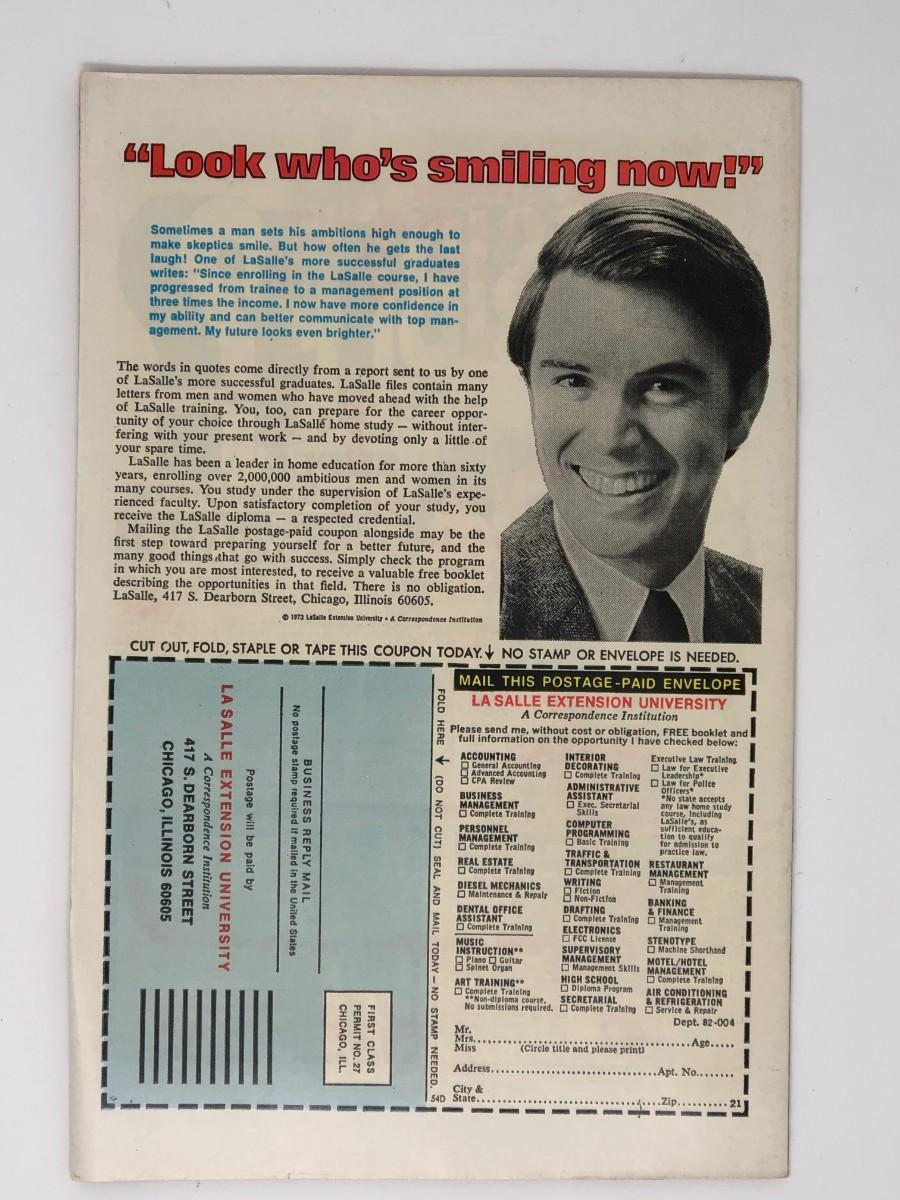 “Look who’s smiling now!”
Sometimes a man sets his ambitions high enough to
make skeptics smile. But how often he gets the last
laugh! One of LaSalle's more successful graduates
writes: "Since enrolling in the LaSalle course, I have
progressed from trainee to a management position at
three times the income. I now have more confidence in
my ability and can better communicate with top man-
agement. My future looks even brighter."
The words in quotes come directly from a report sent to us by one
of LaSalle's more successful graduates. LaSalle files contain many
letters from men and women who have moved ahead with the help
of LaSalle training. You, too, can prepare for the career oppor-
tunity of your choice through LaSalle home study — without inter-
fering with your present work — and by devoting only a little of
your spare time.
LaSalle has been a leader in home education for more than sixty
years, enrolling over 2,000,000 ambitious men and women in its
many courses. You study under the supervision of LaSalle's expe-
rienced faculty. Upon satisfactory completion of your study, you
receive the LaSalle diploma — a respected credential.
Mailing the LaSalle postage-paid coupon alongside may be the
first step toward preparing yourself for a better future, and the
many good things that go with success. Simply check the program
in which you are most interested, to receive a valuable free booklet
describing the opportunities in that field. There is no obligation.
LaSalle, 417 S. Dearborn Street, Chicago, Illinois 60605.
© 1973 LaSalle Extension University • A Correspondence Institution
CUT OUT, FOLD, STAPLE OR TAPE THIS COUPON TODAY. ↓ NO STAMP OR ENVELOPE IS NEEDED.
BUSINESS REPLY MAIL
No postage stamp required if mailed in the United States
Postage will be paid by
LA SALLE EXTENSION UNIVERSITY
A Correspondence Institution
417 S. DEARBORN STREET
CHICAGO, ILLINOIS 60605
FIRST CLASS
PERMIT NO. 27
CHICAGO, ILL.
FOLD HERE ↓ (DO NOT CUT) SEAL AND MAIL TODAY — NO STAMP NEEDED.
54D
MAIL THIS POSTAGE-PAID ENVELOPE
LA SALLE EXTENSION UNIVERSITY
A Correspondence Institution
Please send me, without cost or obligation, FREE booklet and
full information on the opportunity I have checked below:
ACCOUNTING
☐ General Accounting
☐ Advanced Accounting
☐ CPA Review
BUSINESS
MANAGEMENT
☐ Complete Training
PERSONNEL
MANAGEMENT
☐ Complete Training
REAL ESTATE
☐ Complete Training
DIESEL MECHANICS
☐ Maintenance & Repair
DENTAL OFFICE
ASSISTANT
☐ Complete Training
MUSIC
INSTRUCTION**
☐ Piano ☐ Guitar
☐ Spinet Organ
ART TRAINING**
☐ Complete Training
**Non-diploma course,
No submissions required.
INTERIOR
DECORATING
☐ Complete Training
ADMINISTRATIVE
ASSISTANT
☐ Exec. Secretarial
Skills
COMPUTER
PROGRAMMING
☐ Basic Training
TRAFFIC &
TRANSPORTATION
☐ Complete Training
WRITING
☐ Fiction
☐ Non-Fiction
DRAFTING
☐ Complete Training
ELECTRONICS
☐ FCC License
SUPERVISORY
MANAGEMENT
☐ Management Skills
HIGH SCHOOL
☐ Diploma Program
SECRETARIAL
☐ Complete Training
Executive Law Training
☐ Law for Executive
Leadership*
☐ Law for Police
Officers*
*No state accepts
any law home study
course, including
LaSalle's, as
sufficient educa-
tion to qualify
for admission to
practice law.
RESTAURANT
MANAGEMENT
☐ Management
Training
BANKING
& FINANCE
☐ Management
Training
STENOTYPE
☐ Machine Shorthand
MOTEL/HOTEL
MANAGEMENT
☐ Complete Training
AIR CONDITIONING
& REFRIGERATION
☐ Service & Repair
Dept. 82-004
Mr.
Mrs. Age
Miss (Circle title and please print)
Address Apt. No.
City &
State Zip 21